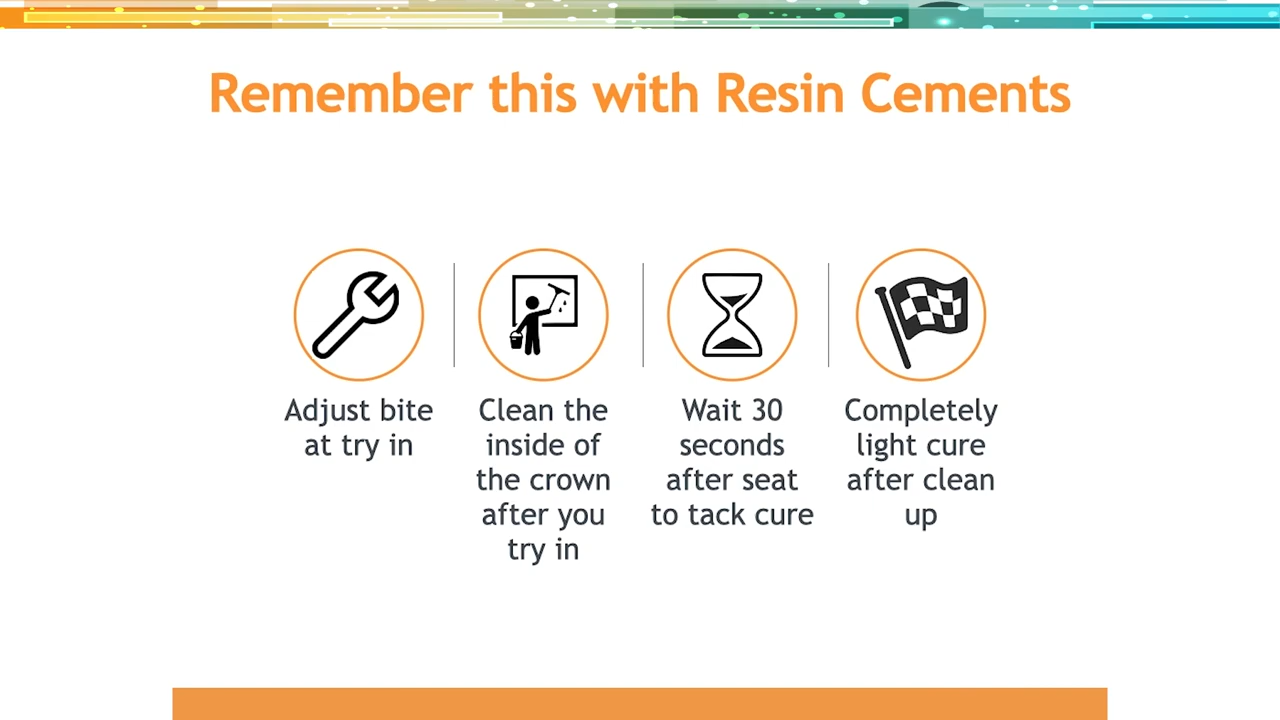 Remember this with Resin Cements
Adjust bite
at try in
Clean the
inside of
the crown
after you
try in
Wait 30
seconds
after seat
to tack cure
Completely
light cure
after clean
up